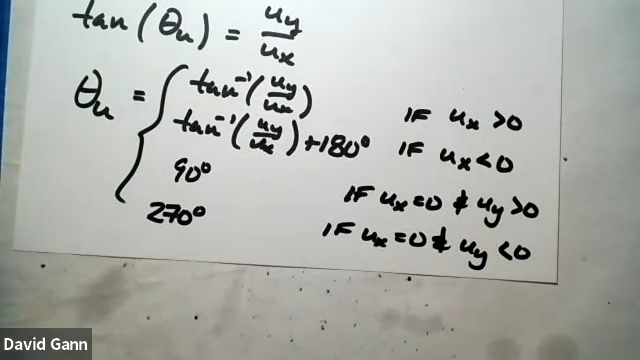 tan(θu) = uy/ux
θu = { tan⁻¹(uy/ux) IF ux > 0
tan⁻¹(uy/ux) + 180° IF ux < 0
90° IF ux = 0 & uy > 0
270° IF ux = 0 & uy < 0
David Gann